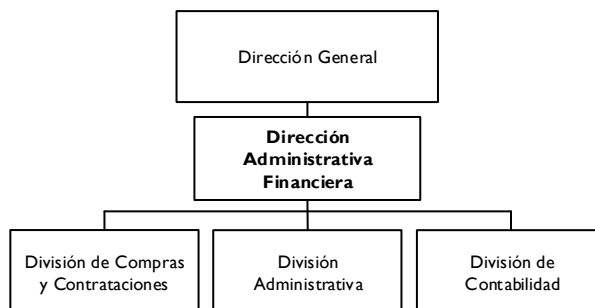 Dirección General
Dirección
Administrativa
Financiera
División de Compras
y Contrataciones
División
Administrativa
División de
Contabilidad